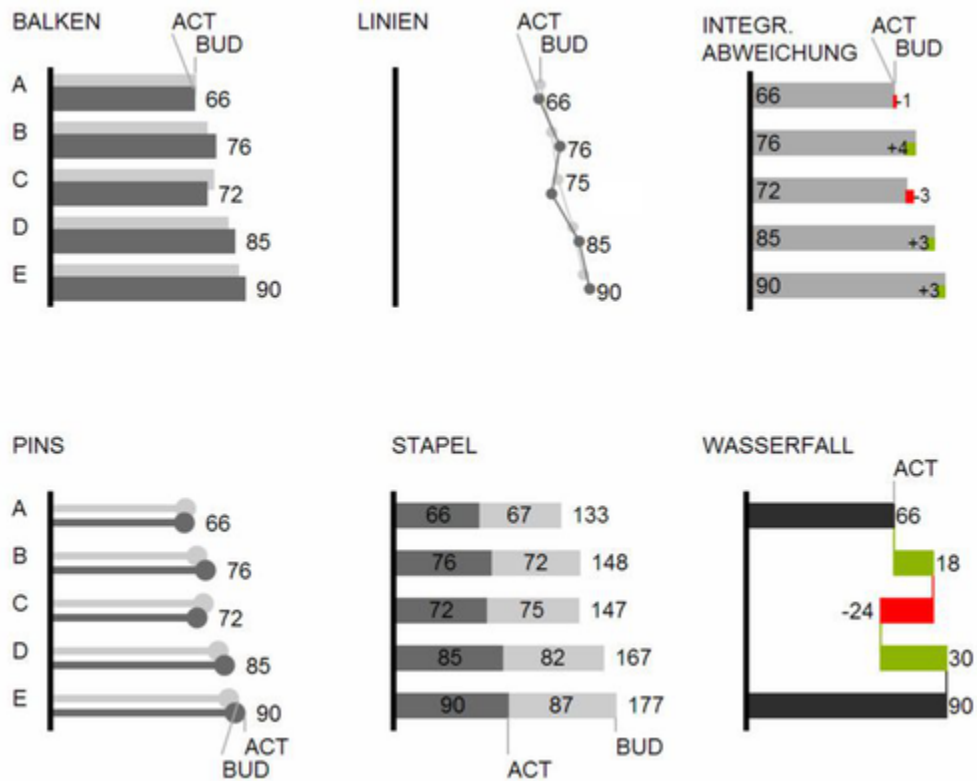 BALKEN
ACT
BUD
A
66
B
76
C
72
D
85
E
90
LINIEN
ACT
BUD
66
76
75
85
90
INTEGR.
ABWEICHUNG
ACT
BUD
66
-1
76
+4
72
-3
85
+3
90
+3
PINS
A
66
B
76
C
72
D
85
E
90
ACT
BUD
STAPEL
66 67 133
76 72 148
72 75 147
85 82 167
90 87 177
BUD
ACT
WASSERFALL
ACT
66
18
-24
30
90